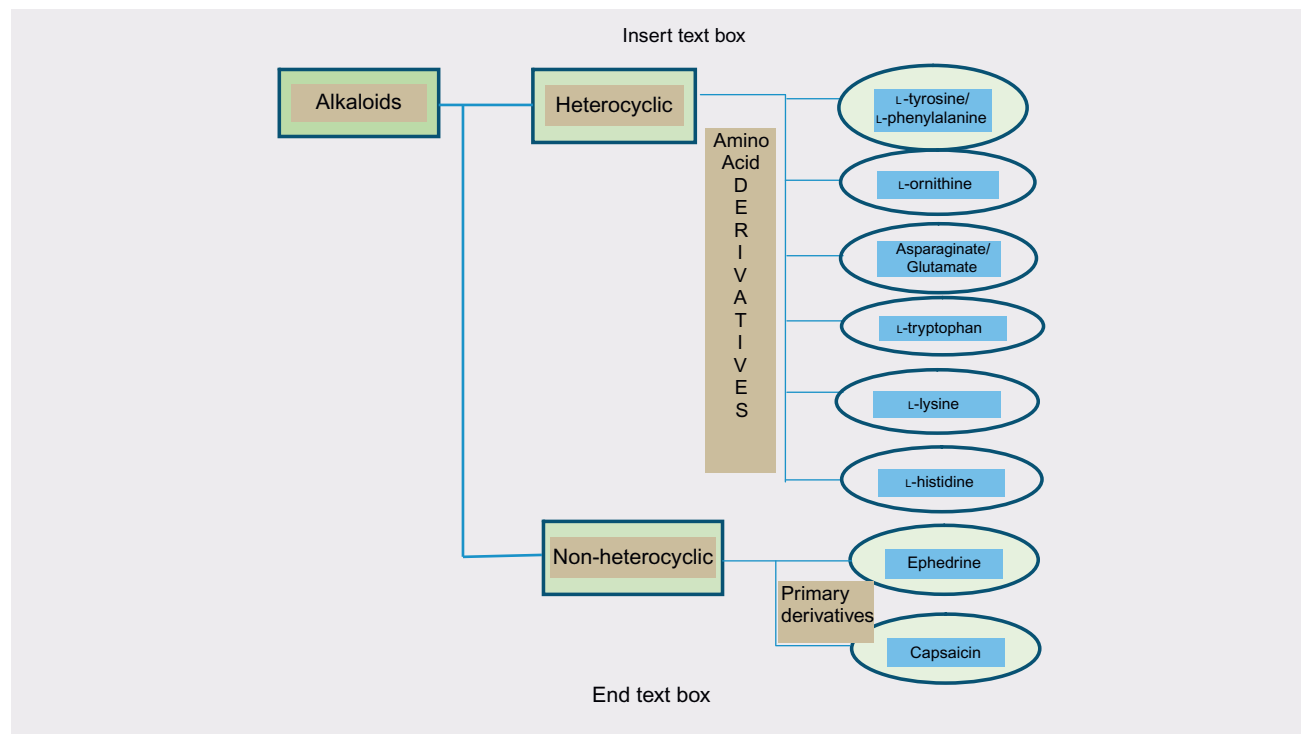 Insert text box
Alkaloids
Heterocyclic
Amino
Acid
D
E
R
I
V
A
T
I
V
E
S
L-tyrosine/
L-phenylalanine
L-ornithine
Asparaginate/
Glutamate
L-tryptophan
L-lysine
L-histidine
Non-heterocyclic
Primary
derivatives
Ephedrine
Capsaicin
End text box